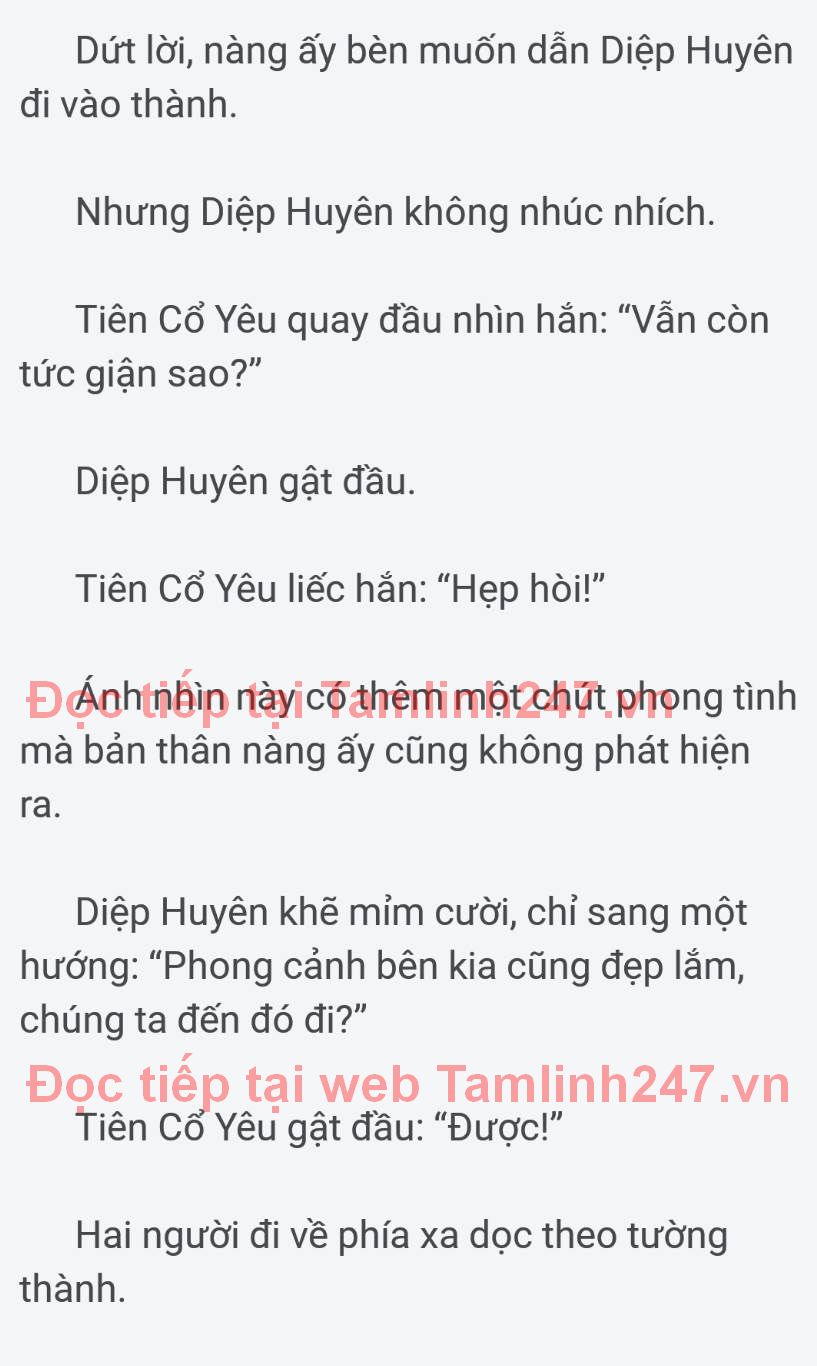 Dứt lời, nàng ấy bèn muốn dẫn Diệp Huyên
đi vào thành.
Nhưng Diệp Huyên không nhúc nhích.
Tiên Cổ Yêu quay đầu nhìn hắn: “Vẫn còn
tức giận sao?”
Diệp Huyên gật đầu.
Tiên Cổ Yêu liếc hắn: “Hẹp hòi!”
Đọc tiếp tại Tamlinh247.vn
Ánh nhìn này có thêm một chút phong tình
mà bản thân nàng ấy cũng không phát hiện
ra.
Diệp Huyên khẽ mỉm cười, chỉ sang một
hướng: “Phong cảnh bên kia cũng đẹp lắm,
chúng ta đến đó đi?”
Đọc tiếp tại web Tamlinh247.vn
Tiên Cổ Yêu gật đầu: “Được!”
Hai người đi về phía xa dọc theo tường
thành.